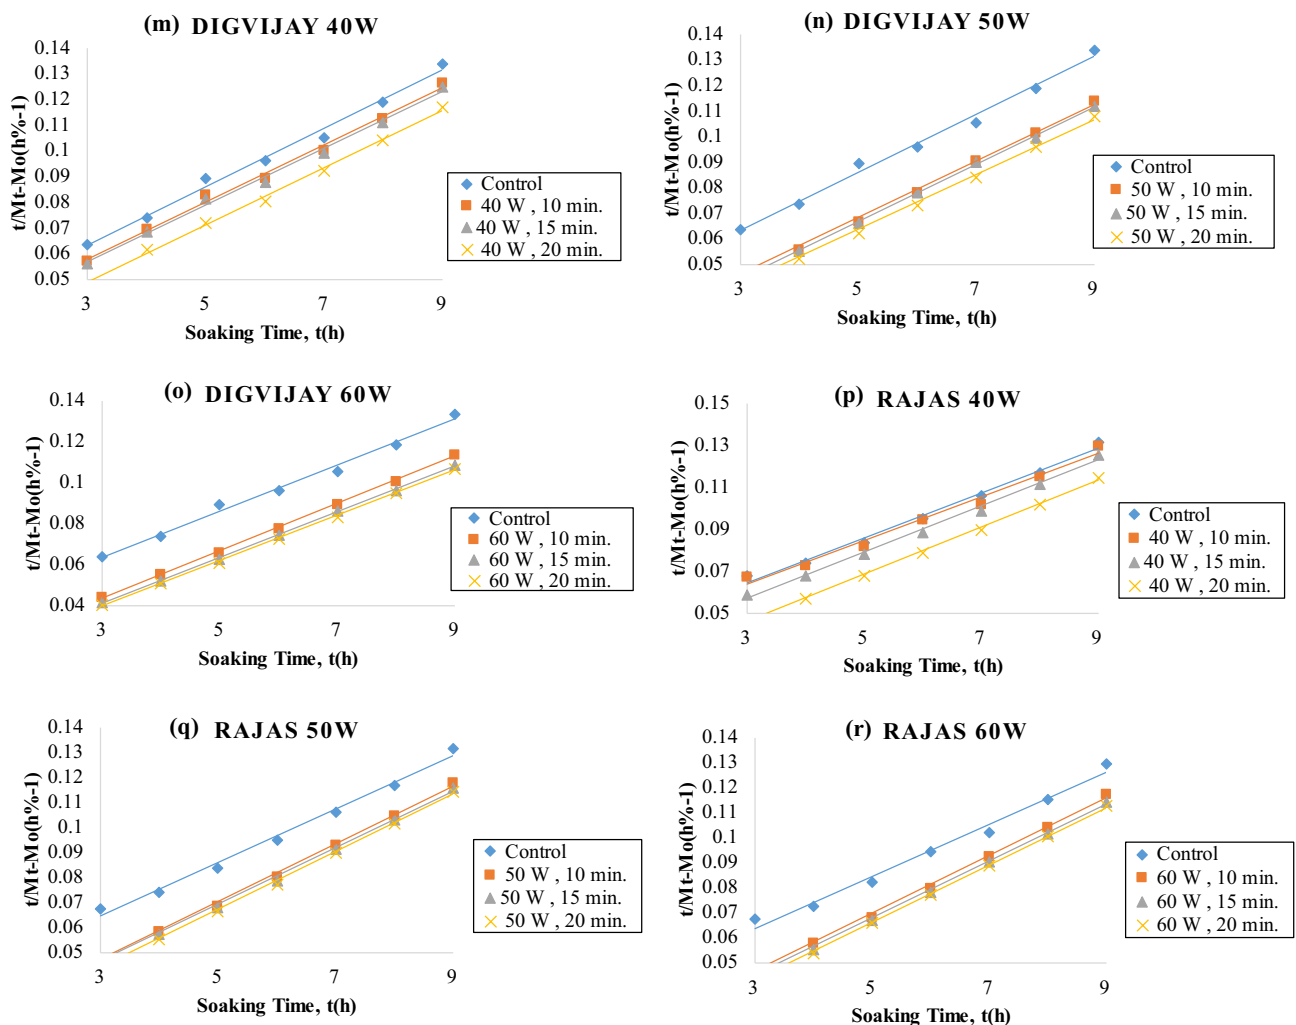 (m) DIGVIJAY 40W
t/Mt-Mo(h%-1)
0.14
0.13
0.12
0.11
0.1
0.09
0.08
0.07
0.06
0.05
3 5 7 9
Soaking Time, t(h)
Control
40 W , 10 min.
40 W , 15 min.
40 W , 20 min.
(n) DIGVIJAY 50W
t/Mt-Mo(h%-1)
0.14
0.13
0.12
0.11
0.1
0.09
0.08
0.07
0.06
0.05
3 5 7 9
Soaking Time, t(h)
Control
50 W , 10 min.
50 W , 15 min.
50 W , 20 min.
(o) DIGVIJAY 60W
t/Mt-Mo(h%-1)
0.14
0.12
0.1
0.08
0.06
0.04
3 5 7 9
Soaking Time, t(h)
Control
60 W , 10 min.
60 W , 15 min.
60 W , 20 min.
(p) RAJAS 40W
t/Mt-Mo(h%-1)
0.15
0.13
0.11
0.09
0.07
0.05
3 5 7 9
Soaking Time, t(h)
Control
40 W , 10 min.
40 W , 15 min.
40 W , 20 min.
(q) RAJAS 50W
t/Mt-Mo(h%-1)
0.14
0.13
0.12
0.11
0.1
0.09
0.08
0.07
0.06
0.05
3 5 7 9
Soaking Time, t(h)
Control
50 W , 10 min.
50 W , 15 min.
50 W , 20 min.
(r) RAJAS 60W
t/Mt-Mo(h%-1)
0.14
0.13
0.12
0.11
0.1
0.09
0.08
0.07
0.06
0.05
3 5 7 9
Soaking Time, t(h)
Control
60 W , 10 min.
60 W , 15 min.
60 W , 20 min.